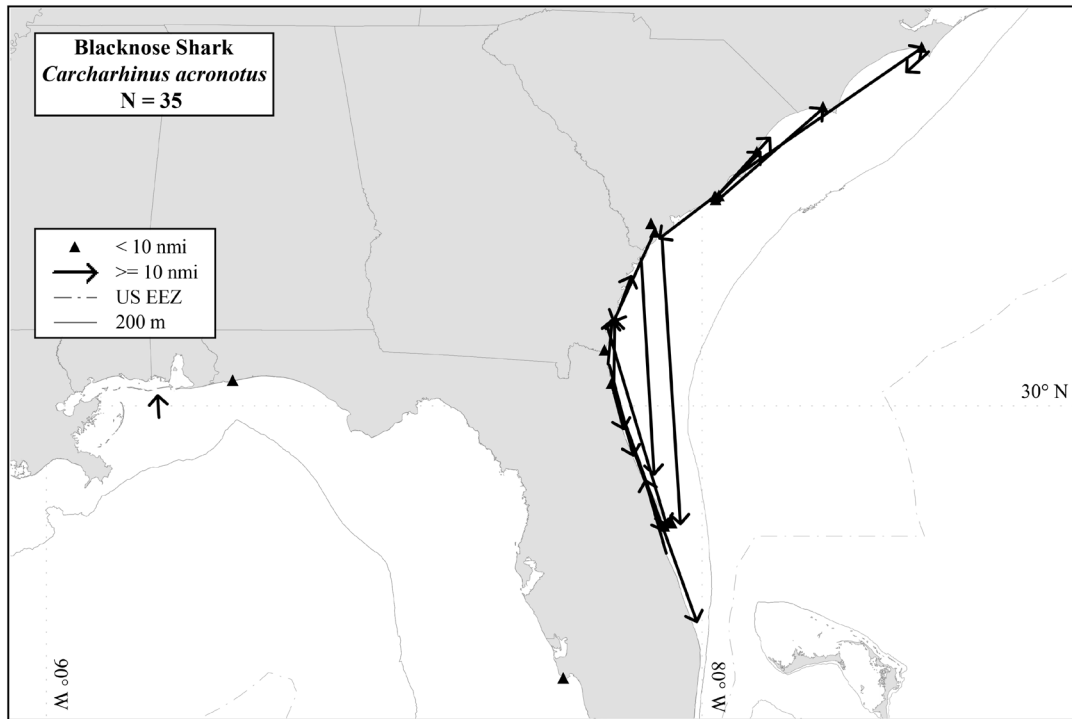 Blacknose Shark
Carcharhinus acronotus
N = 35
< 10 nmi
>= 10 nmi
US EEZ
200 m
30° N
90° W
80° W